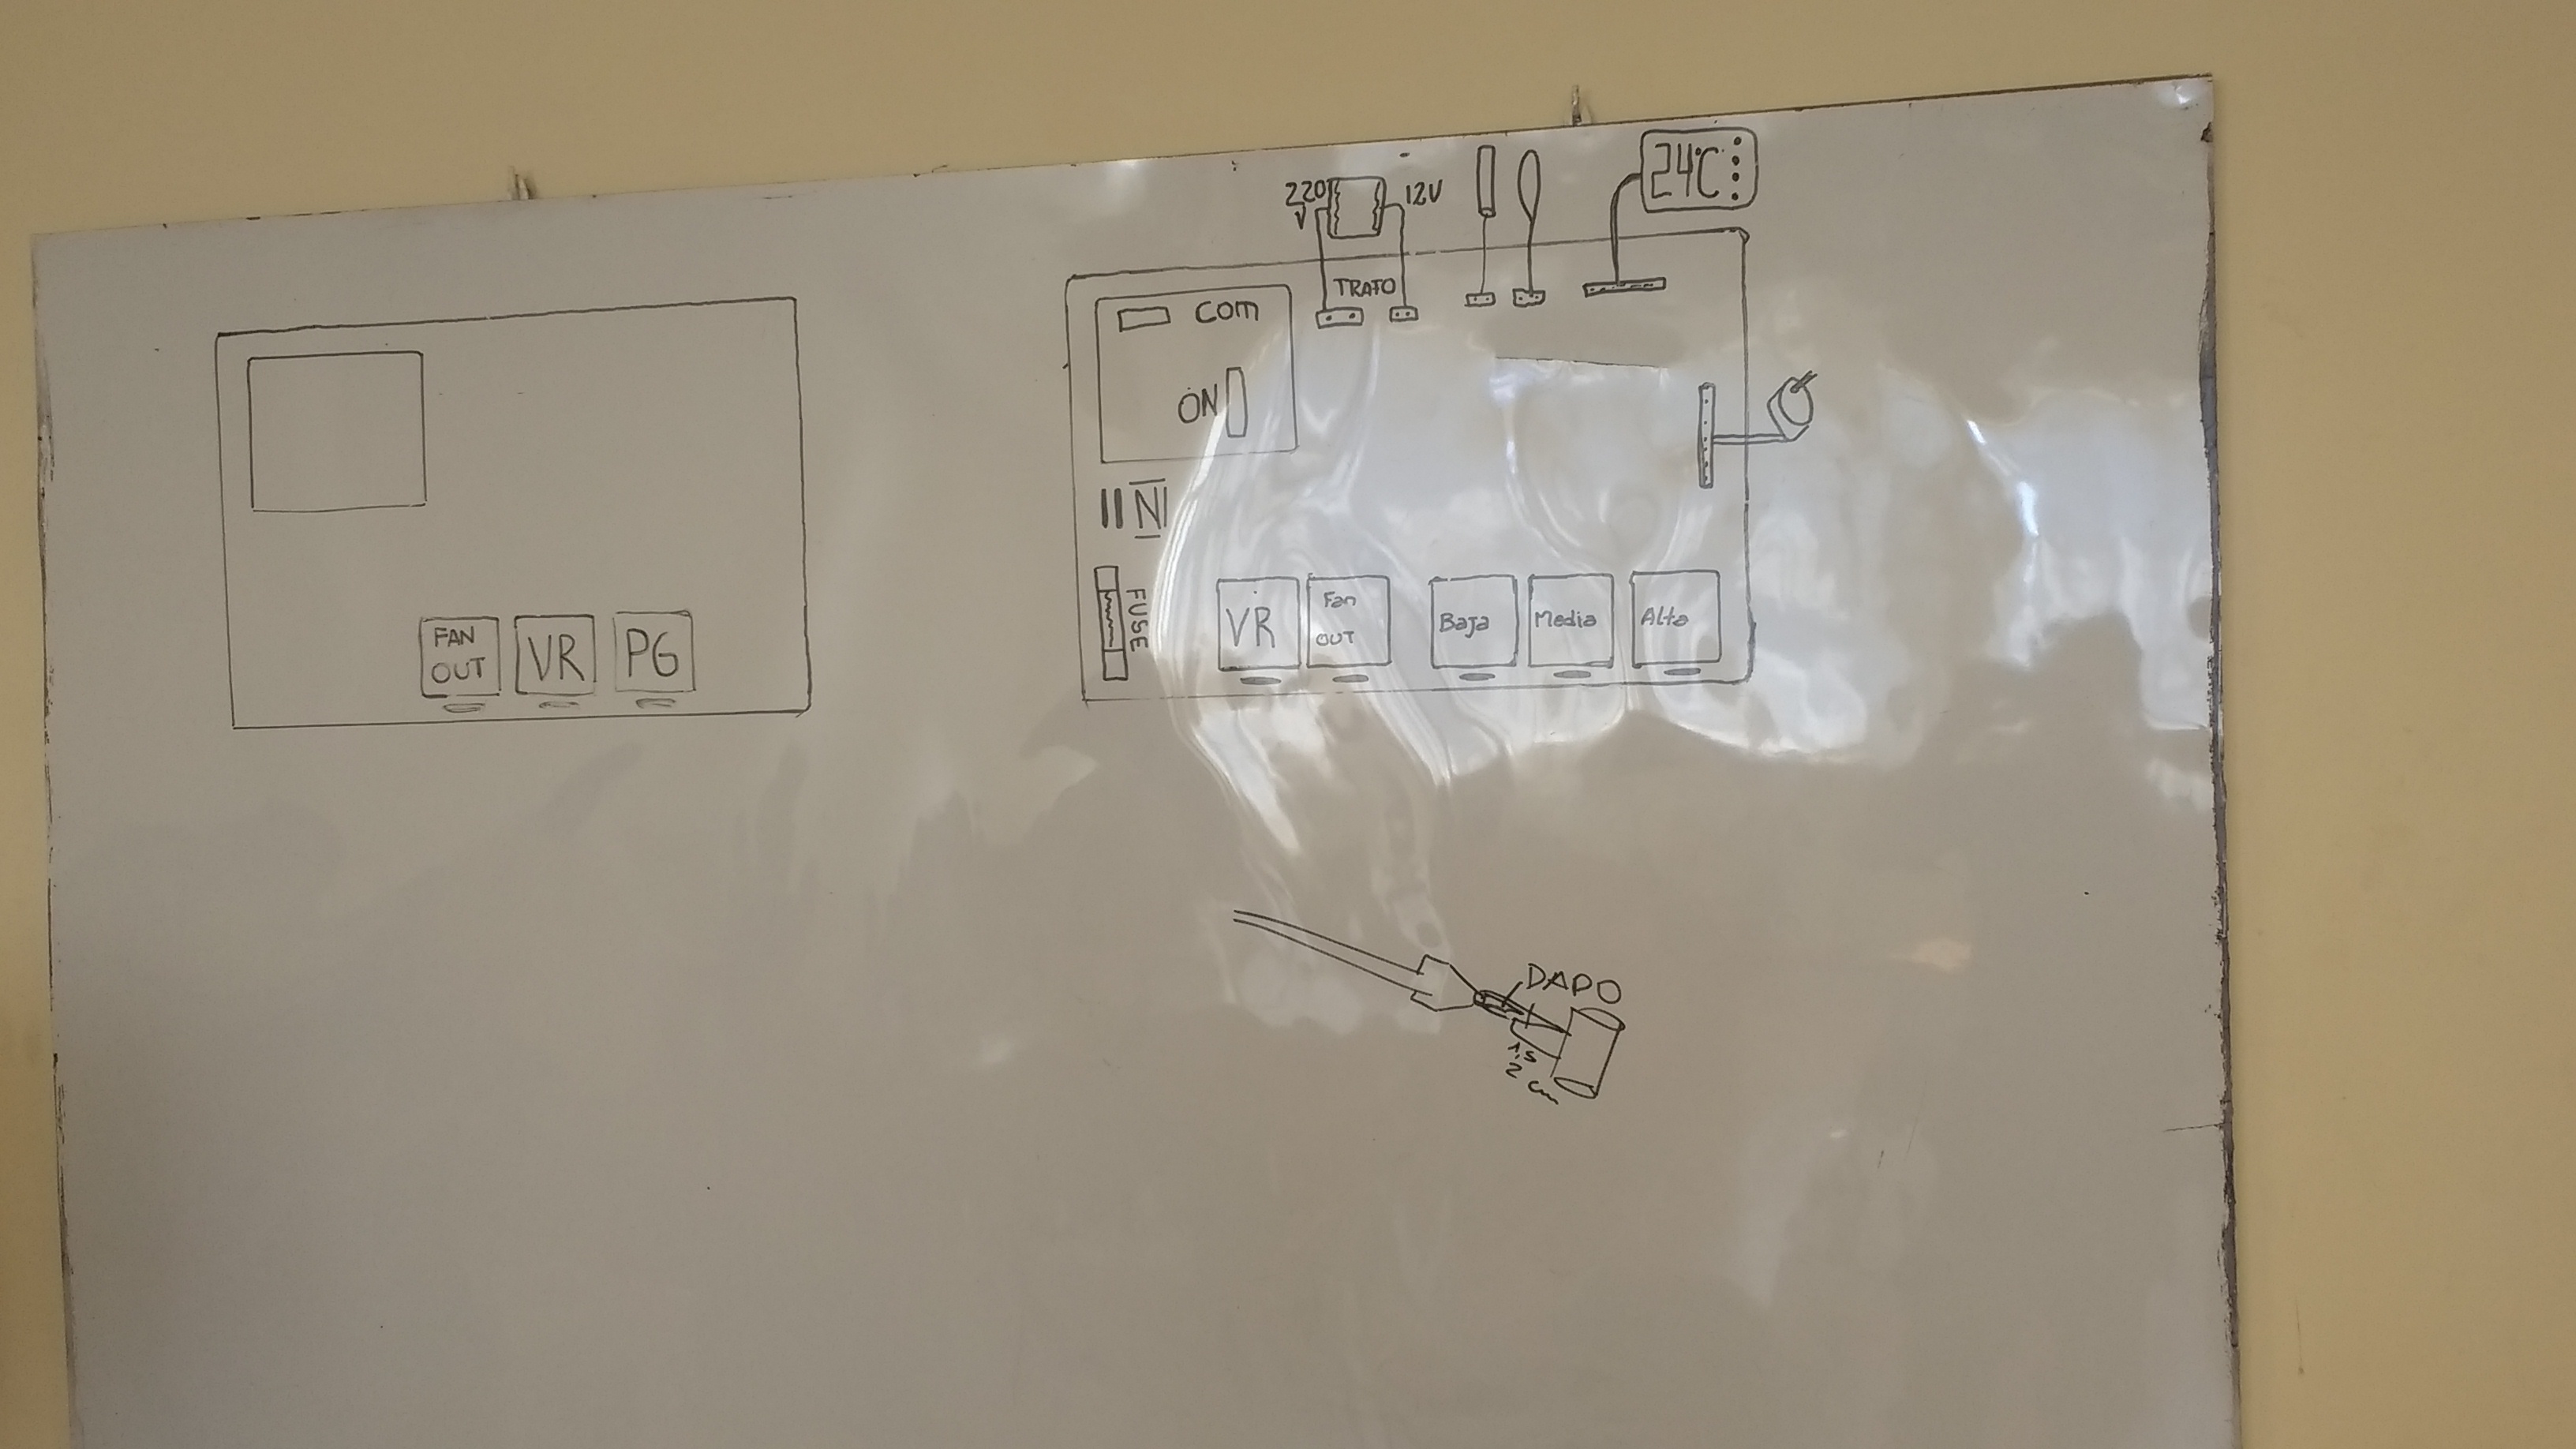 FAN
OUT
VR
PG
220
V
12V
24°C
TRAFO
COM
ON
N
FUSE
VR
Fan
OUT
Baja
Media
Alta
DADO
1,5
2 cm